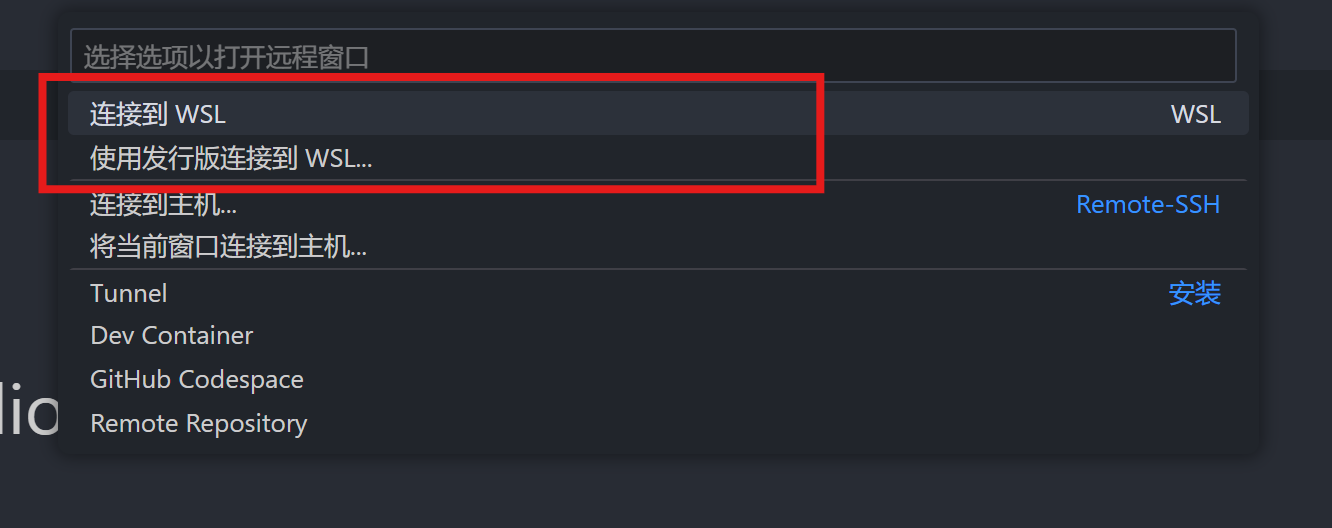 选择选项以打开远程窗口
连接到 WSL WSL
使用发行版连接到 WSL...
连接到主机... Remote-SSH
将当前窗口连接到主机...
Tunnel 安装
Dev Container
GitHub Codespace
lio
Remote Repository